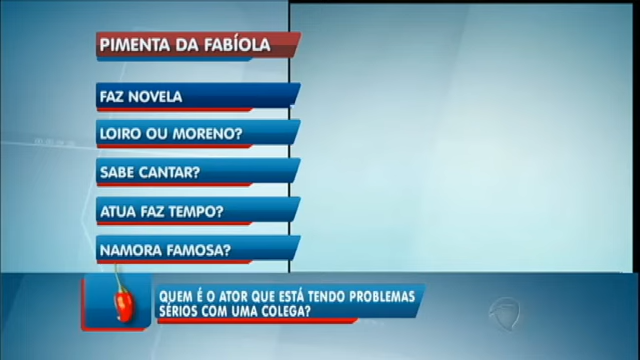 PIMENTA DA FABÍOLA
FAZ NOVELA
LOIRO OU MORENO?
SABE CANTAR?
ATUA FAZ TEMPO?
NAMORA FAMOSA?
QUEM É O ATOR QUE ESTÁ TENDO PROBLEMAS
SÉRIOS COM UMA COLEGA?